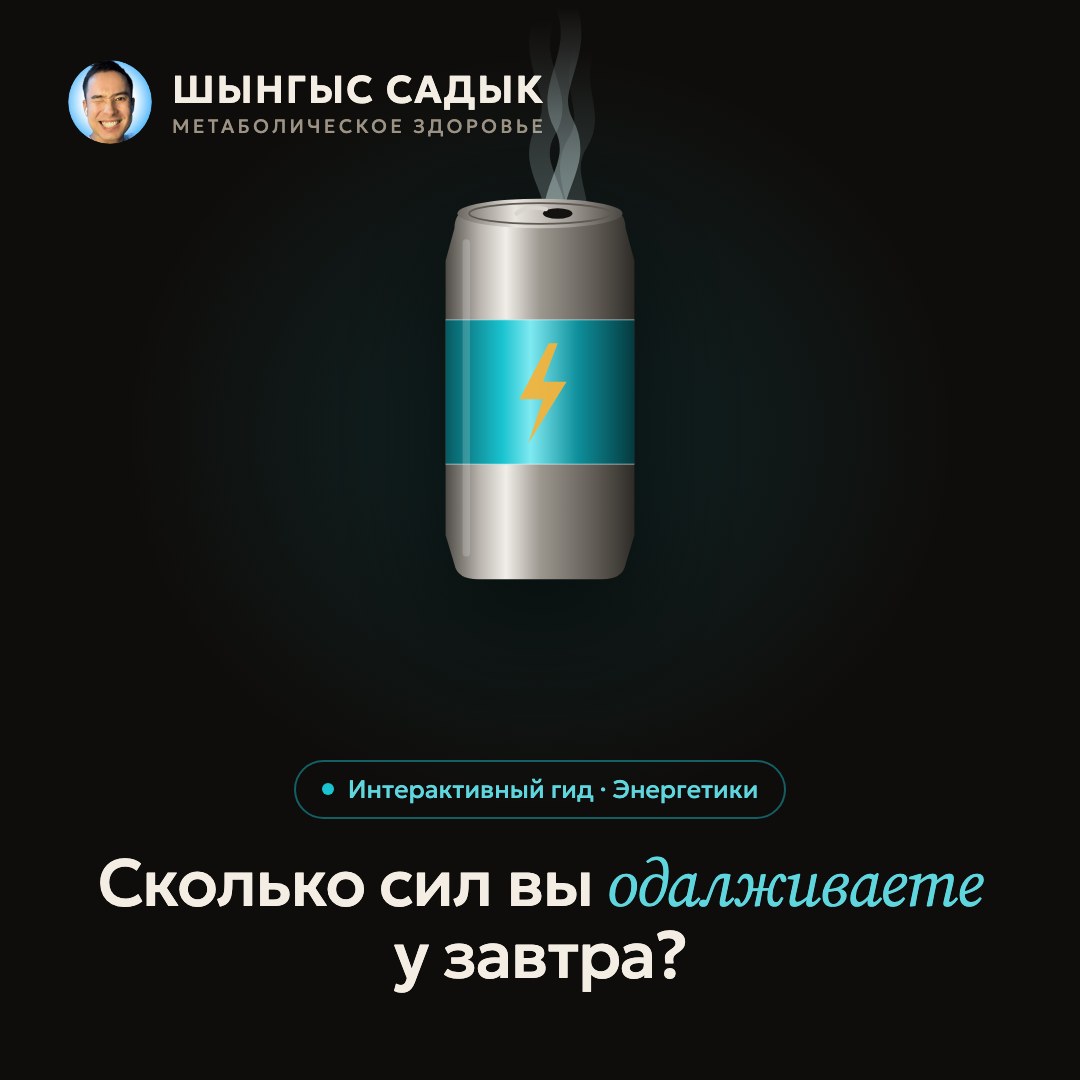 ШЫНГЫС САДЫК
МЕТАБОЛИЧЕСКОЕ ЗДОРОВЬЕ
Интерактивный гид · Энергетики
Сколько сил вы одалживаете
у завтра?